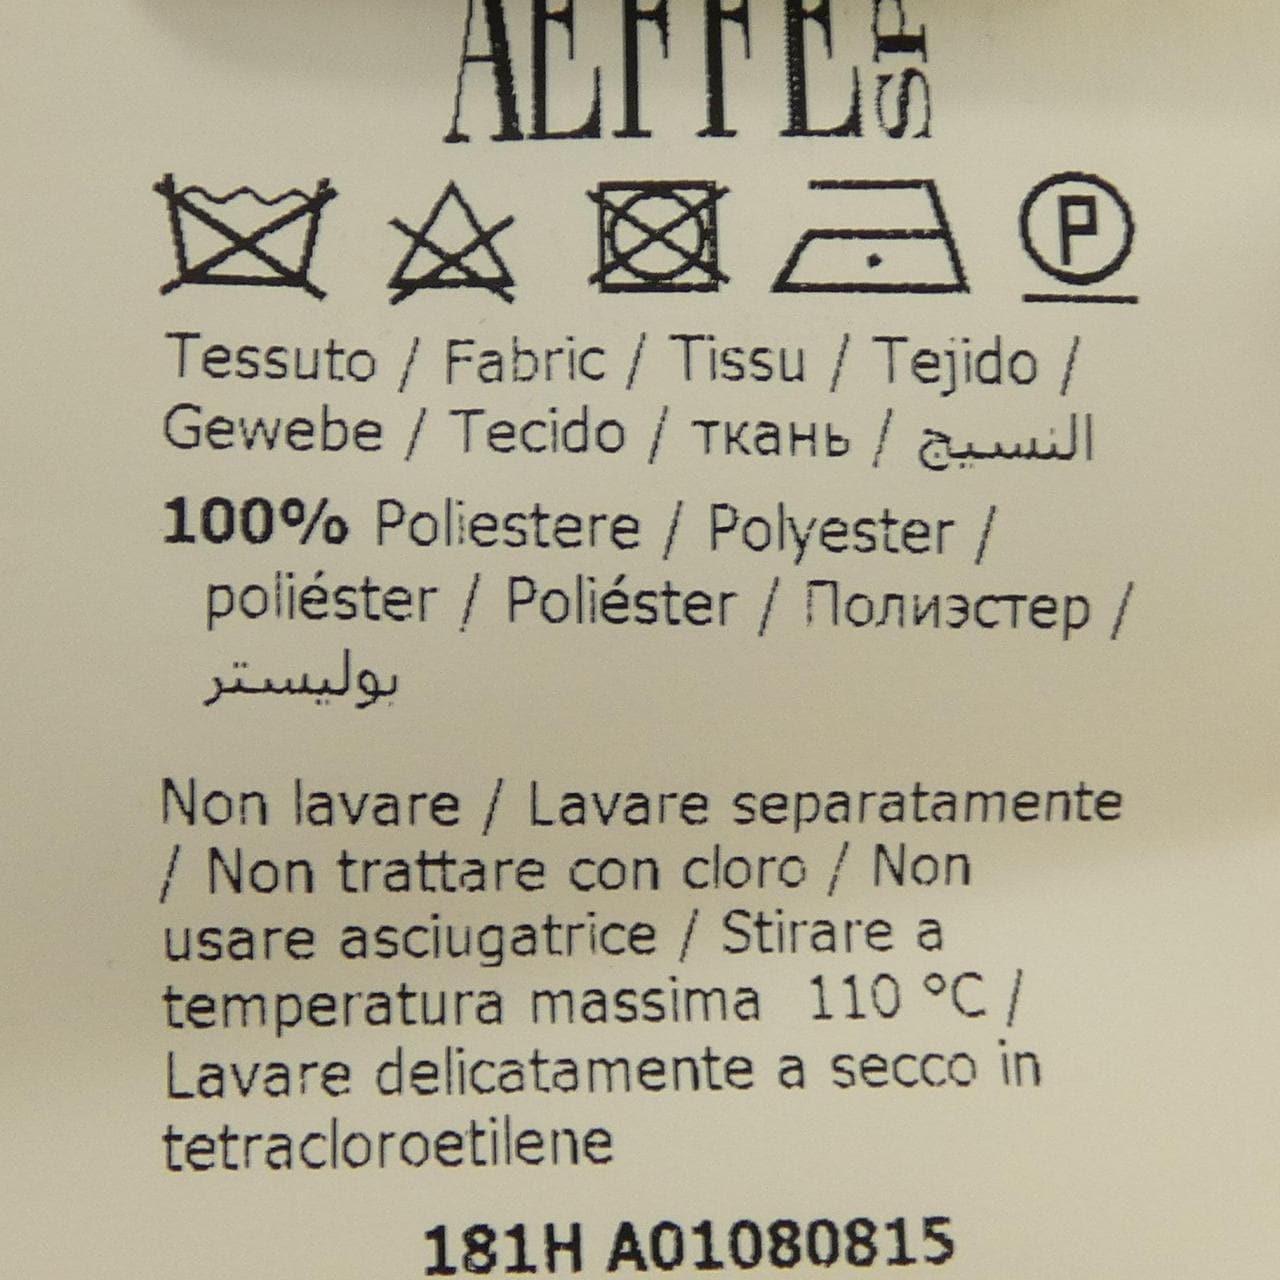 AEFFE SP
P
Tessuto / Fabric / Tissu / Tejido /
Gewebe / Tecido / ткань / النسيج
100% Poliestere / Polyester /
poliéster / Poliéster / Полиэстер /
بوليستر
Non lavare / Lavare separatamente
/ Non trattare con cloro / Non
usare asciugatrice / Stirare a
temperatura massima 110 °C /
Lavare delicatamente a secco in
tetracloroetilene
181H A01080815